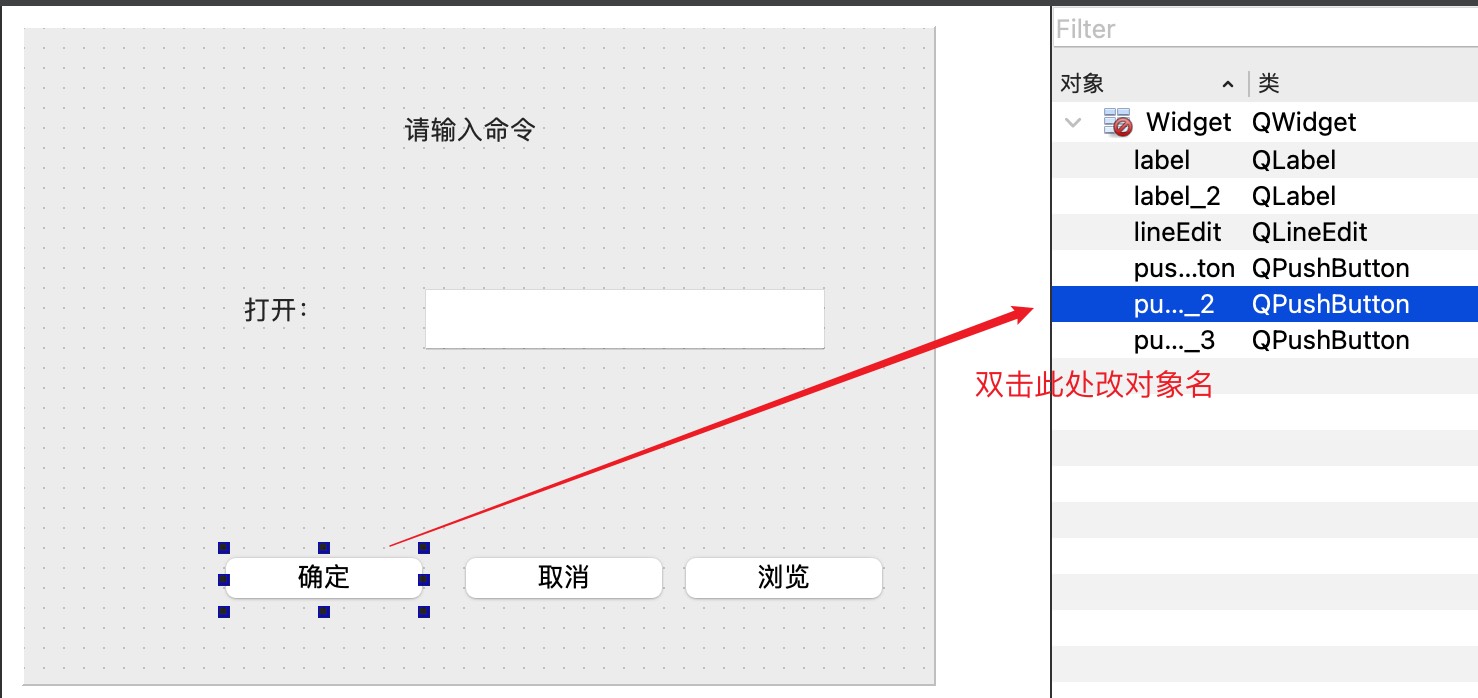 请输入命令
打开：
确定
取消
浏览
双击此处改对象名
Filter
对象 类
Widget QWidget
label QLabel
label_2 QLabel
lineEdit QLineEdit
pus...ton QPushButton
pu..._2 QPushButton
pu..._3 QPushButton